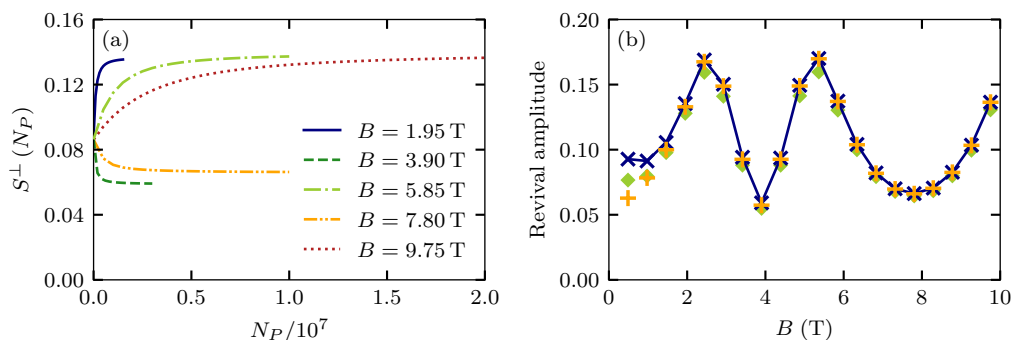 (a)
0.16
0.12
0.08
0.04
0.00
S⊥ (N_P)
B = 1.95 T
B = 3.90 T
B = 5.85 T
B = 7.80 T
B = 9.75 T
0.0 0.5 1.0 1.5 2.0
N_P/10^7
(b)
0.20
0.15
0.10
0.05
0.00
Revival amplitude
0 2 4 6 8 10
B (T)